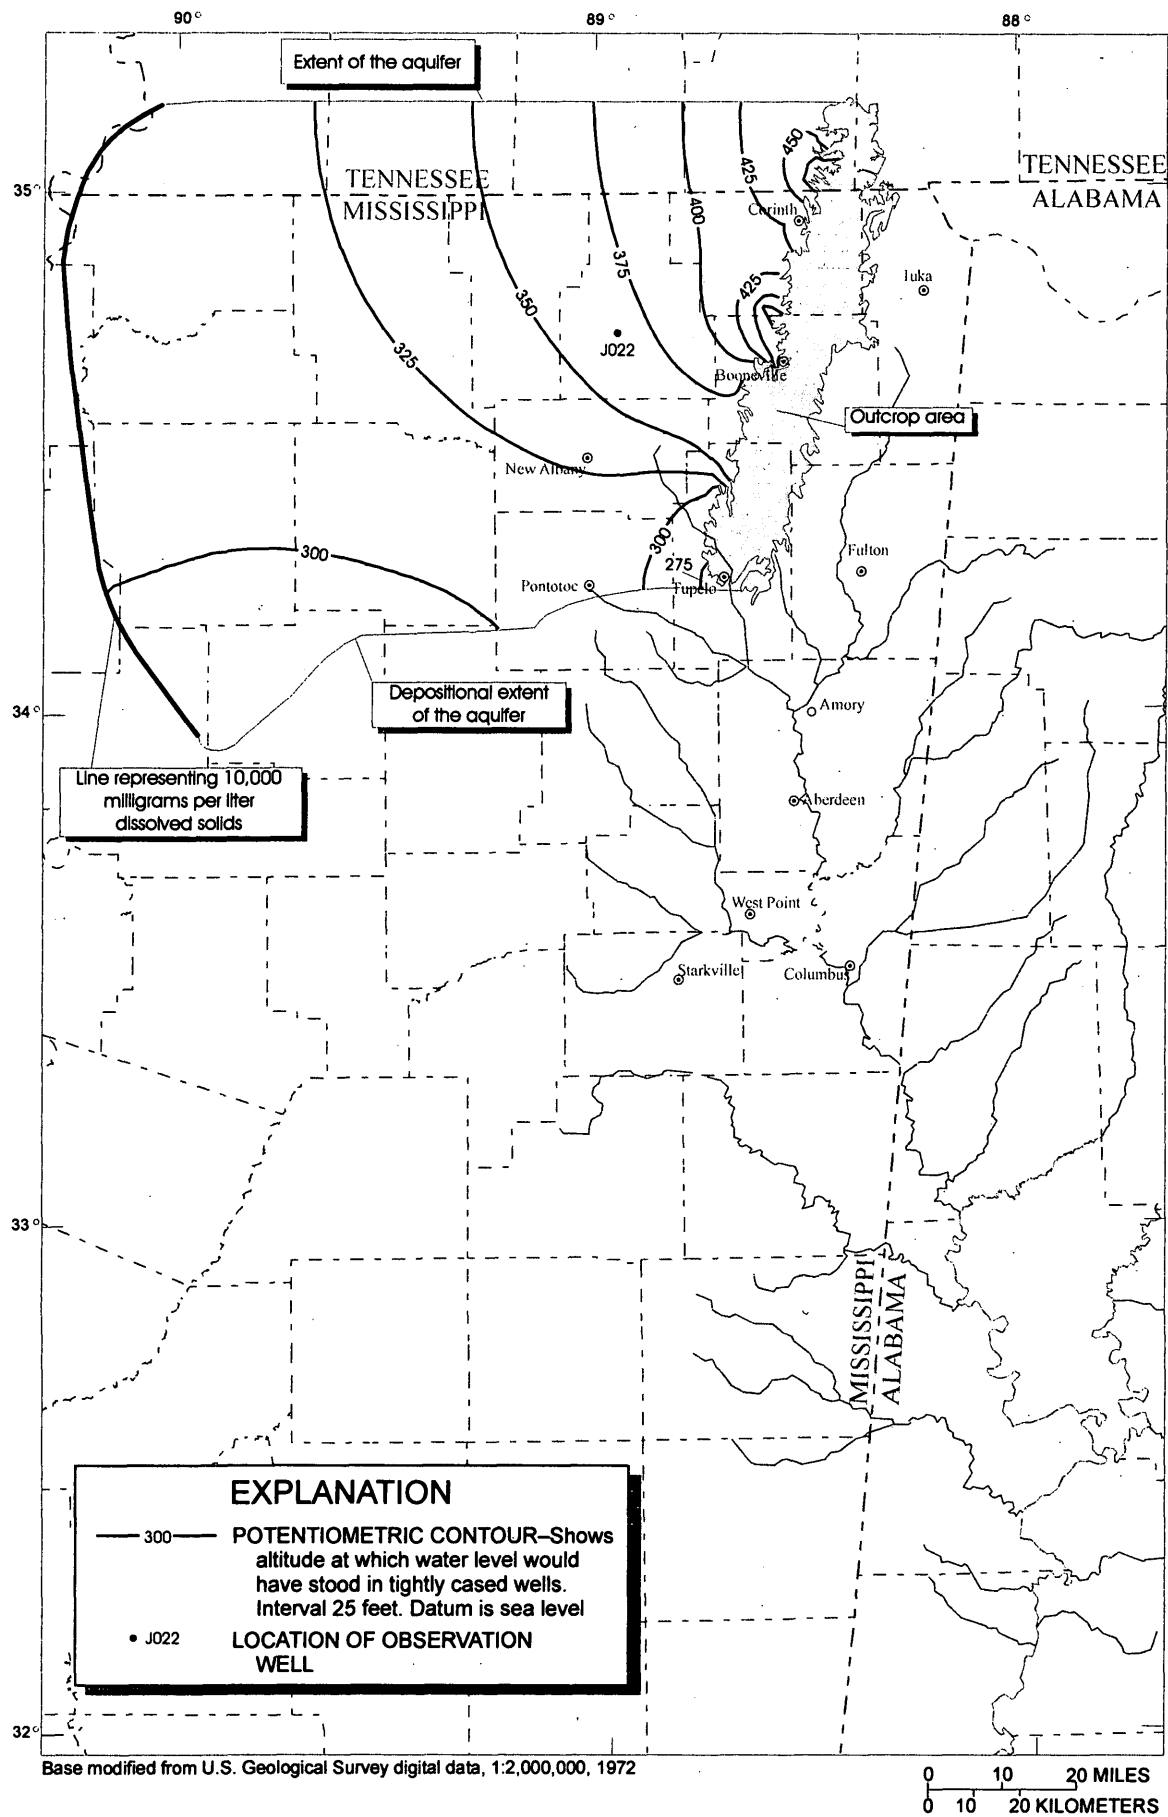 90° 89° 88°
Extent of the aquifer
450
425
TENNESSEE
MISSISSIPPI
TENNESSEE
ALABAMA
35°
400
Corinth
375
Iuka
425
350
J022
325
Booneville
Outcrop area
New Albany
300
300
Fulton
275
Pontotoc
Tupelo
Depositional extent
of the aquifer
34°
Amory
Line representing 10,000
milligrams per liter
dissolved solids
Aberdeen
West Point
Starkville
Columbus
33°
MISSISSIPPI
ALABAMA
EXPLANATION
300 POTENTIOMETRIC CONTOUR–Shows
altitude at which water level would
have stood in tightly cased wells.
Interval 25 feet. Datum is sea level
J022 LOCATION OF OBSERVATION
WELL
32°
Base modified from U.S. Geological Survey digital data, 1:2,000,000, 1972
0 10 20 MILES
0 10 20 KILOMETERS